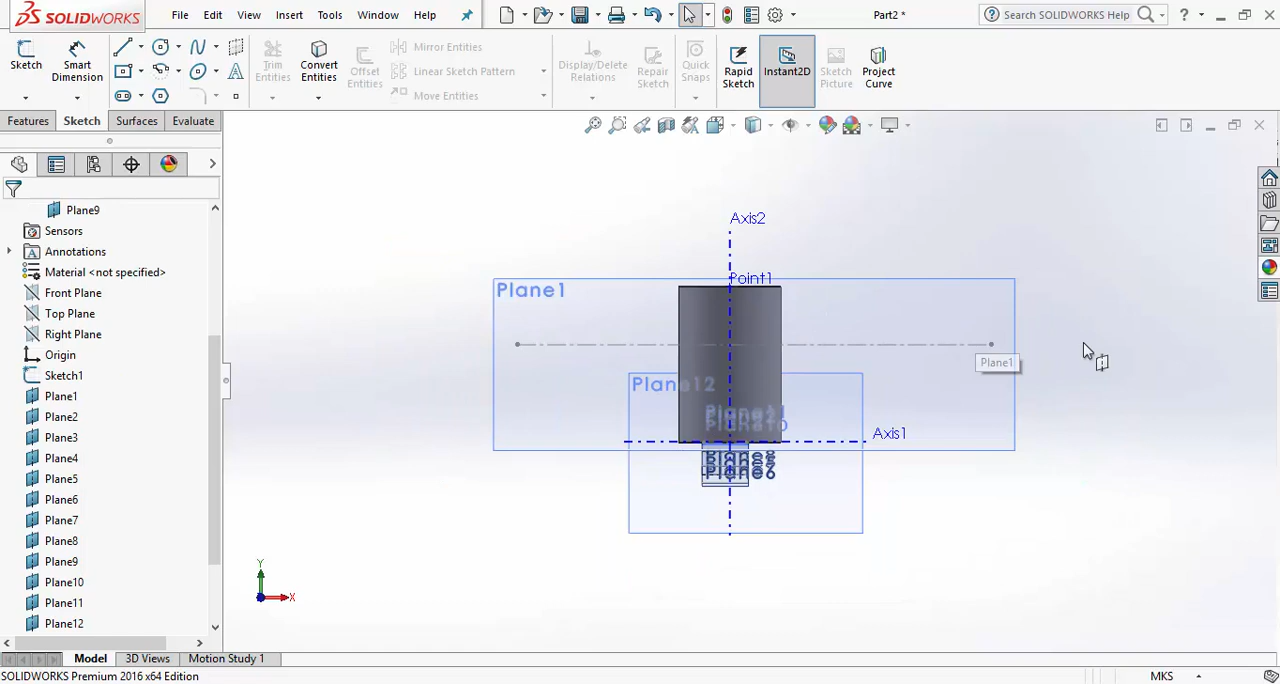 SOLIDWORKS
File Edit View Insert Tools Window Help
Part2 *
Search SOLIDWORKS Help
Sketch
Smart Dimension
Trim Entities
Convert Entities
Offset Entities
Mirror Entities
Linear Sketch Pattern
Move Entities
Display/Delete Relations
Repair Sketch
Quick Snaps
Rapid Sketch
Instant2D
Sketch Picture
Project Curve
Features Sketch Surfaces Evaluate
Plane9
Sensors
Annotations
Material <not specified>
Front Plane
Top Plane
Right Plane
Origin
Sketch1
Plane1
Plane2
Plane3
Plane4
Plane5
Plane6
Plane7
Plane8
Plane9
Plane10
Plane11
Plane12
Axis2
Point1
Plane1
Plane1
Plane12
Axis1
Y
X
Model 3D Views Motion Study 1
SOLIDWORKS Premium 2016 x64 Edition
MKS